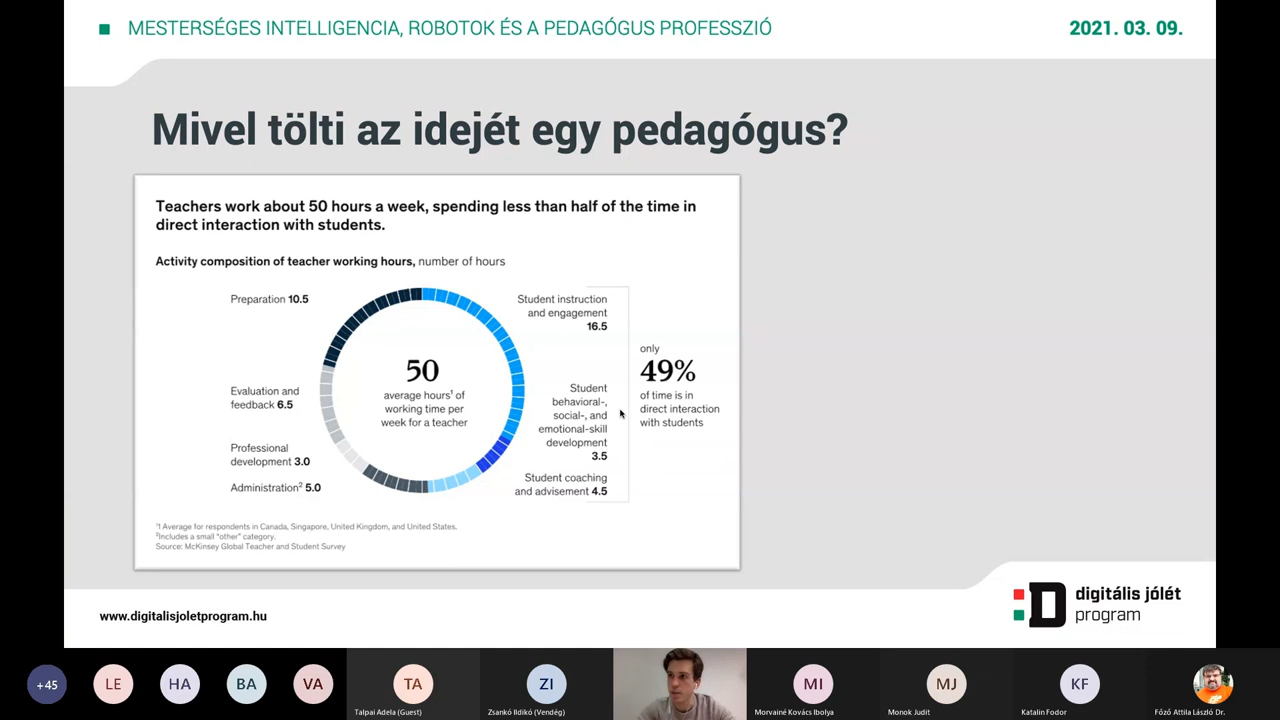 MESTERSÉGES INTELLIGENCIA, ROBOTOK ÉS A PEDAGÓGUS PROFESSZIÓ
2021. 03. 09.
Mivel tölti az idejét egy pedagógus?
Teachers work about 50 hours a week, spending less than half of the time in
direct interaction with students.
Activity composition of teacher working hours, number of hours
Preparation 10.5
Evaluation and
feedback 6.5
Professional
development 3.0
Administration² 5.0
50
average hours¹ of
working time per
week for a teacher
Student instruction
and engagement
16.5
Student
behavioral-,
social-, and
emotional-skill
development
3.5
Student coaching
and advisement 4.5
only
49%
of time is in
direct interaction
with students
¹1 Average for respondents in Canada, Singapore, United Kingdom, and United States.
²Includes a small "other" category.
Source: McKinsey Global Teacher and Student Survey
www.digitalisjoletprogram.hu
digitális jólét
program
+45
LE
HA
BA
VA
TA
Talpai Adela (Guest)
ZI
Zsankó Ildikó (Vendég)
MI
Morvainé Kovács Ibolya
MJ
Monok Judit
KF
Katalin Fodor
Főző Attila László Dr.